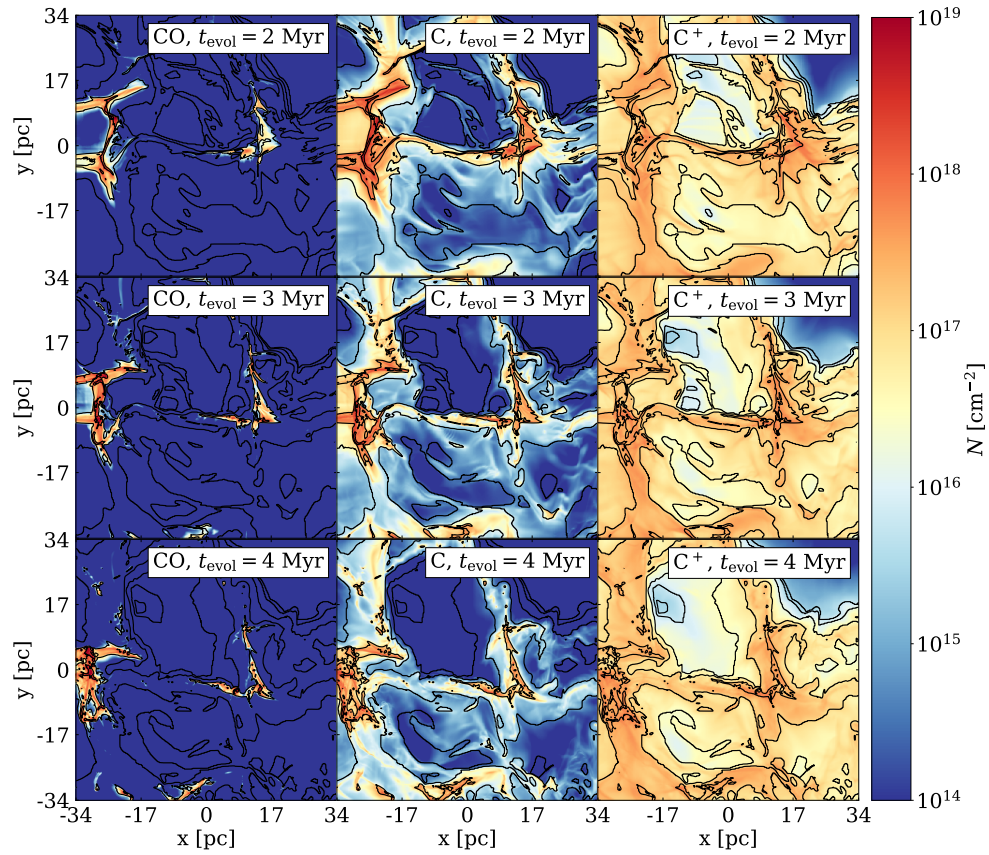 34
17
0
-17
y [pc]
CO, t_evol = 2 Myr
C, t_evol = 2 Myr
C⁺, t_evol = 2 Myr
34
17
0
-17
y [pc]
CO, t_evol = 3 Myr
C, t_evol = 3 Myr
C⁺, t_evol = 3 Myr
34
17
0
-17
-34
y [pc]
CO, t_evol = 4 Myr
C, t_evol = 4 Myr
C⁺, t_evol = 4 Myr
-34 -17 0 17 34 -17 0 17 34 -17 0 17 34
x [pc] x [pc] x [pc]
10¹⁹
10¹⁸
10¹⁷
10¹⁶
10¹⁵
10¹⁴
N [cm⁻²]